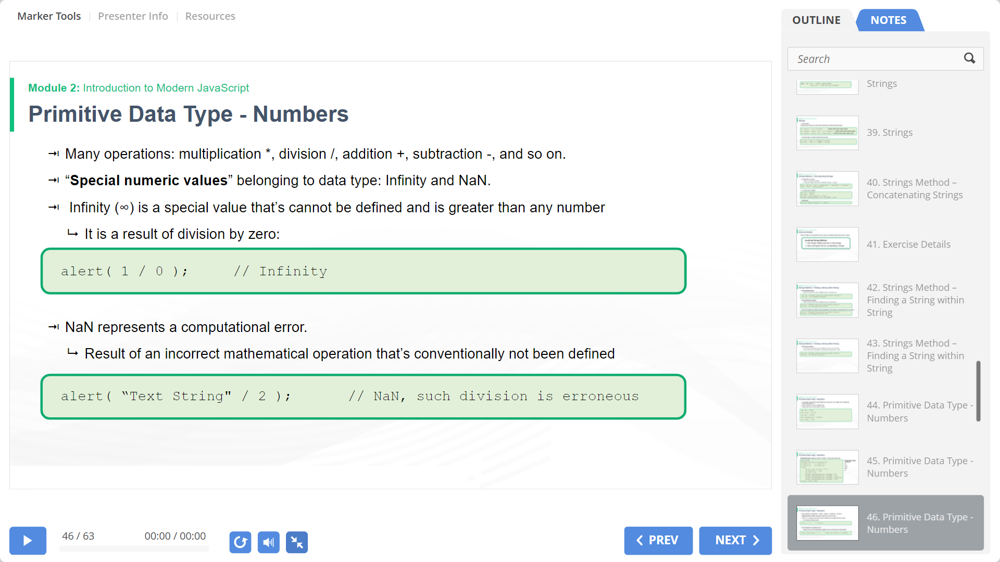 Marker Tools
Presenter Info
Resources
Module 2: Introduction to Modern JavaScript
Primitive Data Type - Numbers
Many operations: multiplication *, division /, addition +, subtraction -, and so on.
“Special numeric values” belonging to data type: Infinity and NaN.
Infinity (∞) is a special value that’s cannot be defined and is greater than any number
It is a result of division by zero:
alert( 1 / 0 ); // Infinity
NaN represents a computational error.
Result of an incorrect mathematical operation that’s conventionally not been defined
alert( “Text String" / 2 ); // NaN, such division is erroneous
46 / 63
00:00 / 00:00
PREV
NEXT
OUTLINE
NOTES
Search
Strings
39. Strings
40. Strings Method –
Concatenating Strings
41. Exercise Details
42. Strings Method –
Finding a String within
String
43. Strings Method –
Finding a String within
String
44. Primitive Data Type -
Numbers
45. Primitive Data Type -
Numbers
46. Primitive Data Type -
Numbers